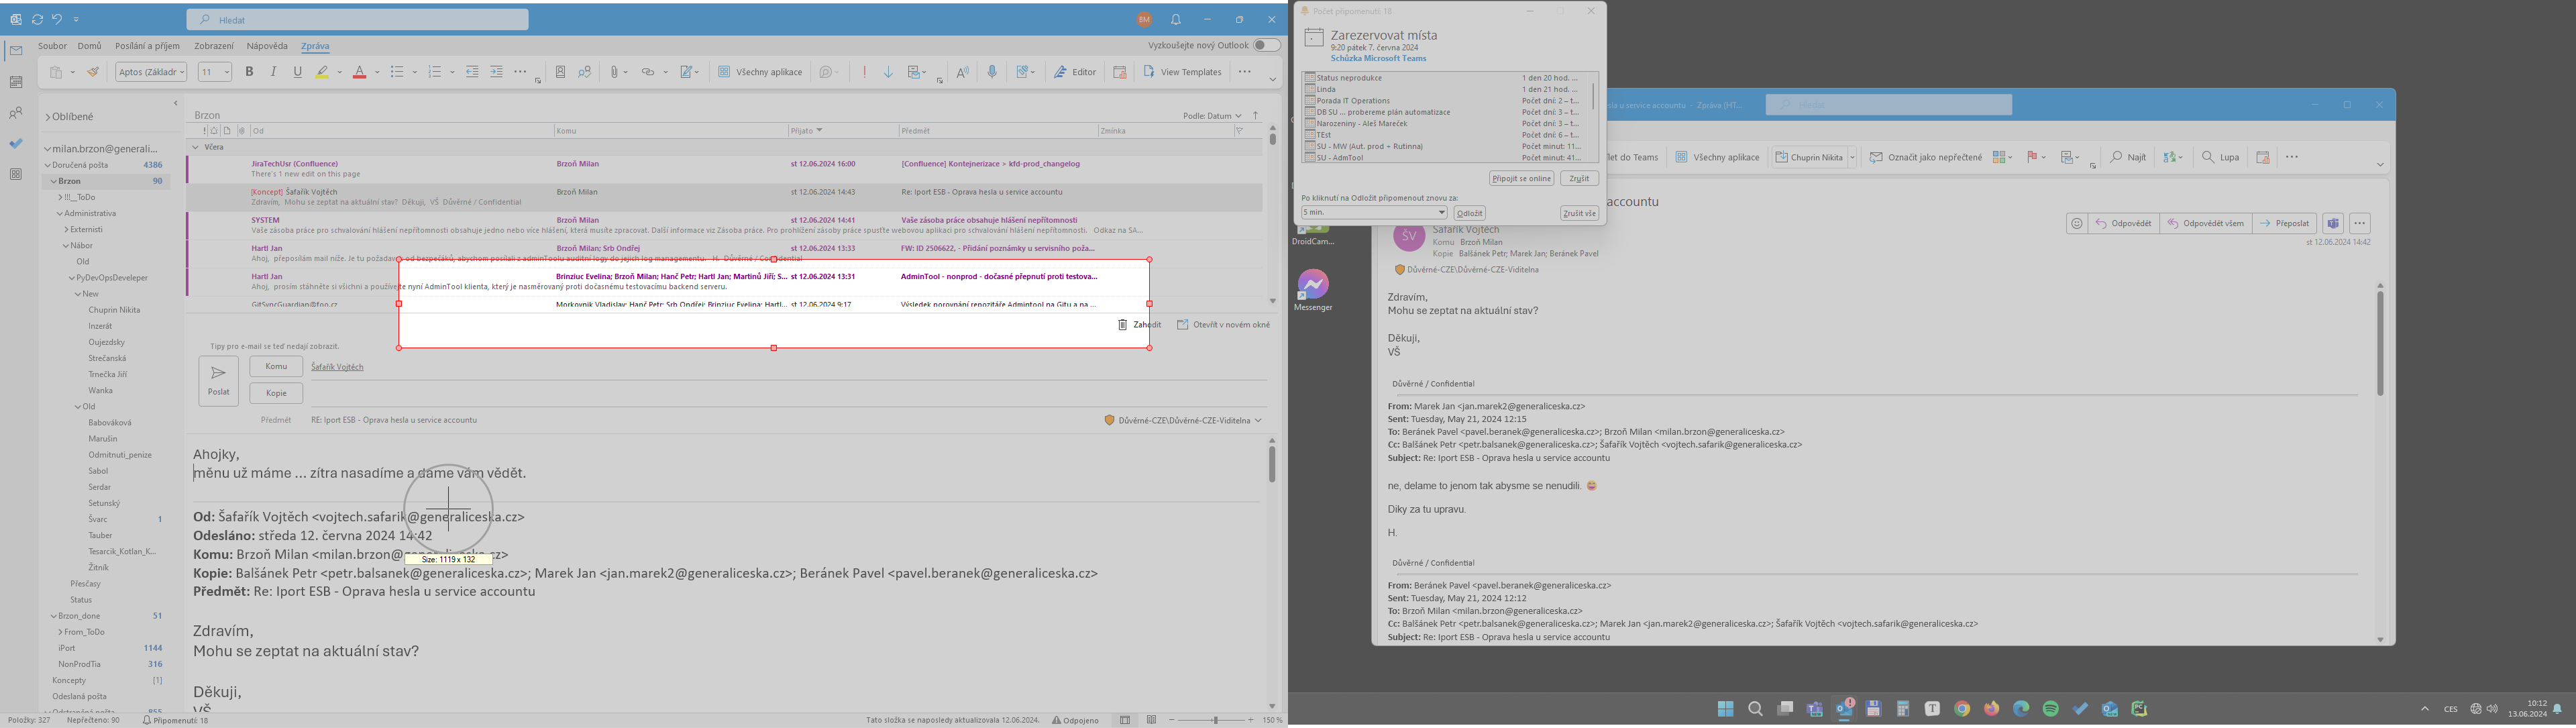 Hledat
BM
Soubor Domů Posílání a příjem Zobrazení Nápověda Zpráva
Vyzkoušejte nový Outlook
Aptos (Základr 11 B I U A Všechny aplikace Editor View Templates
Oblíbené
milan.brzon@generali...
Doručená pošta 4386
Brzon 90
!!!__ToDo
Administrativa
Externisti
Nábor
Old
PyDevOpsDeveloper
New
Chuprin Nikita
Inzerát
Oujezdsky
Strečanská
Trnečka Jiří
Wanka
Old
Babováková
Marušin
Odmitnuti_penize
Sabol
Serdar
Setunský
Švarc 1
Tauber
Tesarcik_Kotlan_K...
Žitník
Přesčasy
Status
Brzon_done 51
From_ToDo
iPort 1144
NonProdTia 316
Koncepty [1]
Odeslaná pošta
Odstraněná pošta 855
Položky: 327 Nepřečteno: 90 Připomenutí: 18
Brzon
Podle: Datum
Od Komu Přijato Předmět Zmínka
Včera
JiraTechUsr (Confluence) Brzoň Milan st 12.06.2024 16:00 [Confluence] Kontejnerizace > kfd-prod_changelog
There's 1 new edit on this page
[Koncept] Šafařík Vojtěch Brzoň Milan st 12.06.2024 14:43 Re: Iport ESB - Oprava hesla u service accountu
Zdravím, Mohu se zeptat na aktuální stav? Děkuji, VŠ Důvěrné / Confidential
SYSTEM Brzoň Milan st 12.06.2024 14:41 Vaše zásoba práce obsahuje hlášení nepřítomnosti
Vaše zásoba práce pro schvalování hlášení nepřítomnosti obsahuje jedno nebo více hlášení, která musíte zpracovat. Další informace viz Zásoba práce. Pro prohlížení zásoby práce spusťte webovou aplikaci pro schvalování hlášení nepřítomnosti. Odkaz na SA...
Hartl Jan Brzoň Milan; Srb Ondřej st 12.06.2024 13:33 FW: ID 2506622, - Přidání poznámky u servisního poža...
Ahoj, přeposílám mail níže. Je tu požadavek od bezpečáků, abychom posílali z adminToolu auditní logy do jejich log managementu. H. Důvěrné / Confidential
Hartl Jan Brinziuc Evelina; Brzoň Milan; Hanč Petr; Hartl Jan; Martinů Jiří; S... st 12.06.2024 13:31 AdminTool - nonprod - dočasné přepnutí proti testova...
Ahoj, prosím stáhněte si všichni a používejte nyní AdminTool klienta, který je nasměrovaný proti dočasnému testovacímu backend serveru.
GitSyncGuardian@fpo.cz Morkovnik Vladislav; Hanč Petr; Srb Ondřej; Brinziuc Evelina; Hartl... st 12.06.2024 9:17 Výsledek porovnání repozitáře Admintool na Gitu a na ...
Zahodit Otevřít v novém okně
Tipy pro e-mail se teď nedají zobrazit.
Poslat
Komu Šafařík Vojtěch
Kopie
Předmět RE: Iport ESB - Oprava hesla u service accountu
Důvěrné-CZE\Důvěrné-CZE-Viditelna
Ahojky,
měnu už máme ... zítra nasadíme a dáme vám vědět.
Od: Šafařík Vojtěch <vojtech.safarik@generaliceska.cz>
Odesláno: středa 12. června 2024 14:42
Komu: Brzoň Milan <milan.brzon@generaliceska.cz>
Size: 1119 x 132
Kopie: Balšánek Petr <petr.balsanek@generaliceska.cz>; Marek Jan <jan.marek2@generaliceska.cz>; Beránek Pavel <pavel.beranek@generaliceska.cz>
Předmět: Re: Iport ESB - Oprava hesla u service accountu
Zdravím,
Mohu se zeptat na aktuální stav?
Děkuji,
VŠ
Tato složka se naposledy aktualizovala 12.06.2024. Odpojeno 150 %
Počet připomenutí: 18
Zarezervovat místa
9:20 pátek 7. června 2024
Schůzka Microsoft Teams
Status neprodukce 1 den 20 hod. ...
Linda 1 den 21 hod. ...
Porada IT Operations Počet dní: 2 – t...
DB SU ... probereme plán automatizace Počet dní: 3 – t...
Narozeniny - Aleš Mareček Počet dní: 3 – t...
TEst Počet dní: 6 – t...
SU - MW (Aut. prod + Rutinna) Počet minut: 11...
SU - AdmTool Počet minut: 41...
Připojit se online Zrušit
Po kliknutí na Odložit připomenout znovu za:
5 min. Odložit Zrušit vše
DroidCam...
Messenger
sla u service accountu - Zpráva (HT...
Hledat
let do Teams Všechny aplikace Chuprin Nikita Označit jako nepřečtené Najít Lupa
accountu
ŠV
Šafařík Vojtěch
Komu Brzoň Milan
Kopie Balšánek Petr; Marek Jan; Beránek Pavel
Odpovědět Odpovědět všem Přeposlat
st 12.06.2024 14:42
Důvěrné-CZE\Důvěrné-CZE-Viditelna
Zdravím,
Mohu se zeptat na aktuální stav?
Děkuji,
VŠ
Důvěrné / Confidential
From: Marek Jan <jan.marek2@generaliceska.cz>
Sent: Tuesday, May 21, 2024 12:15
To: Beránek Pavel <pavel.beranek@generaliceska.cz>; Brzoň Milan <milan.brzon@generaliceska.cz>
Cc: Balšánek Petr <petr.balsanek@generaliceska.cz>; Šafařík Vojtěch <vojtech.safarik@generaliceska.cz>
Subject: Re: Iport ESB - Oprava hesla u service accountu
ne, delame to jenom tak abysme se nenudili. 😄
Diky za tu upravu.
H.
Důvěrné / Confidential
From: Beránek Pavel <pavel.beranek@generaliceska.cz>
Sent: Tuesday, May 21, 2024 12:12
To: Brzoň Milan <milan.brzon@generaliceska.cz>
Cc: Balšánek Petr <petr.balsanek@generaliceska.cz>; Marek Jan <jan.marek2@generaliceska.cz>; Šafařík Vojtěch <vojtech.safarik@generaliceska.cz>
Subject: Re: Iport ESB - Oprava hesla u service accountu
CES
10:12
13.06.2024